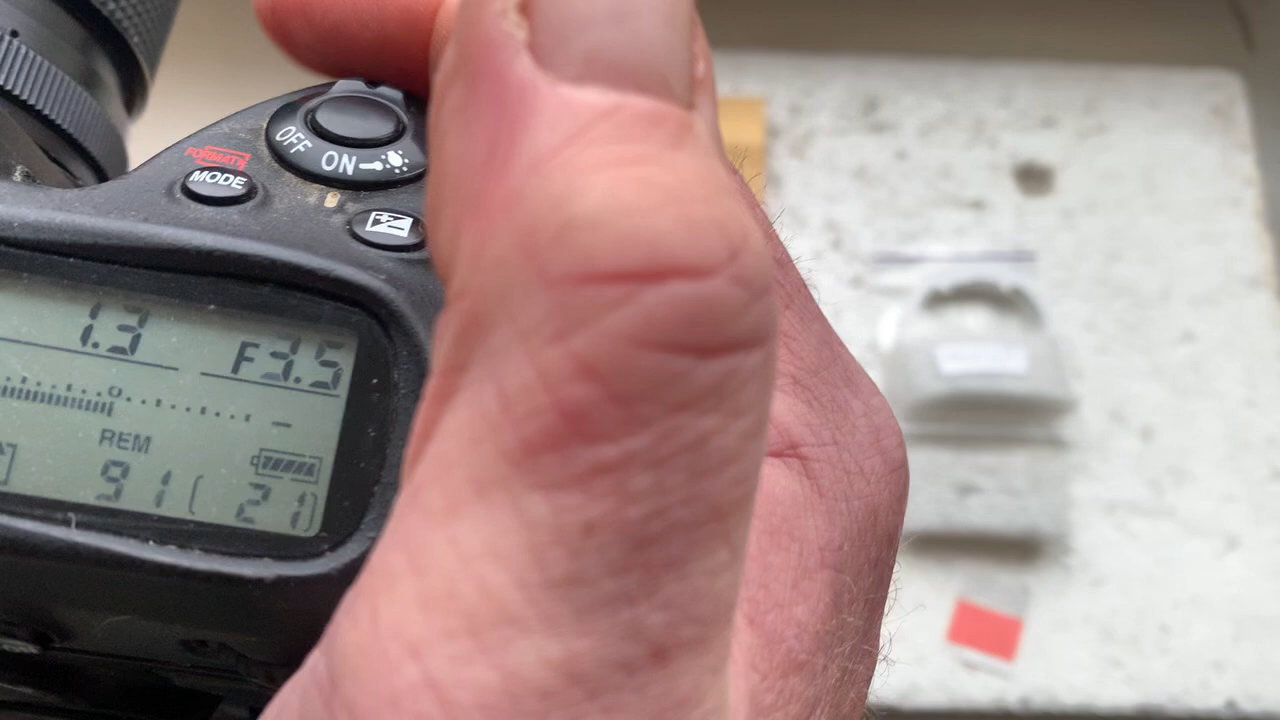 OFF
ON
FORMAT
MODE
1.3
F3.5
REM
91( 21)